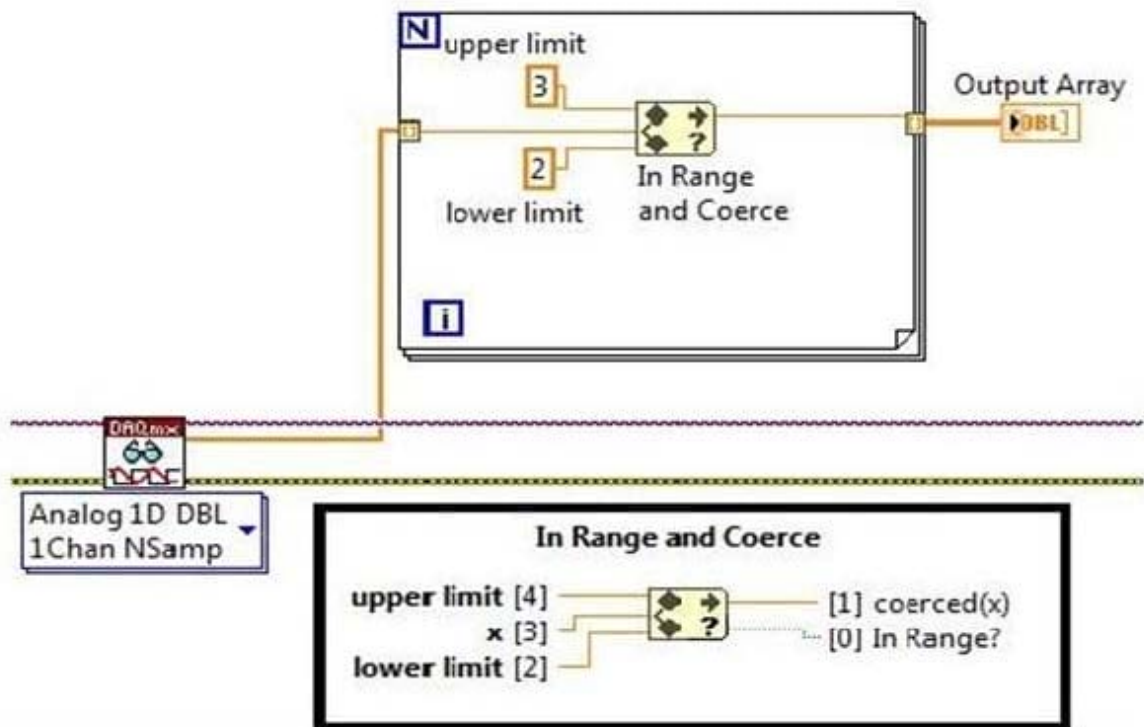 N
upper limit
3
2
lower limit
In Range
and Coerce
?
i
Output Array
DBL]
DAQmx
Analog 1D DBL
1Chan NSamp
In Range and Coerce
upper limit [4]
x [3]
lower limit [2]
?
[1] coerced(x)
[0] In Range?